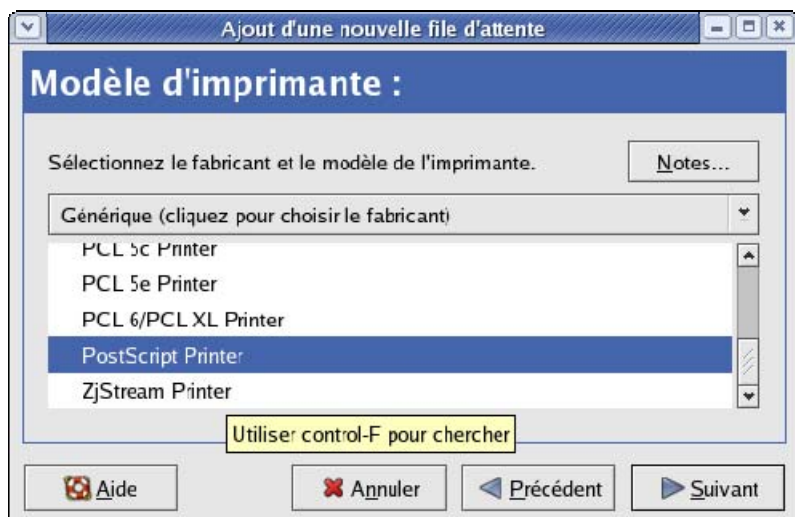 Ajout d'une nouvelle file d'attente
Modèle d'imprimante :
Sélectionnez le fabricant et le modèle de l'imprimante.
Notes...
Générique (cliquez pour choisir le fabricant)
PCL 5c Printer
PCL 5e Printer
PCL 6/PCL XL Printer
PostScript Printer
ZjStream Printer
Utiliser control-F pour chercher
Aide
Annuler
Précédent
Suivant